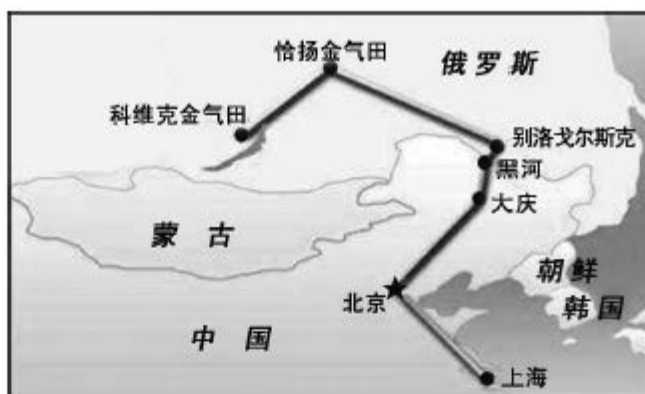 恰扬金气田
俄罗斯
科维克金气田
别洛戈尔斯克
黑河
大庆
蒙古
朝鲜
韩国
北京
中国
上海